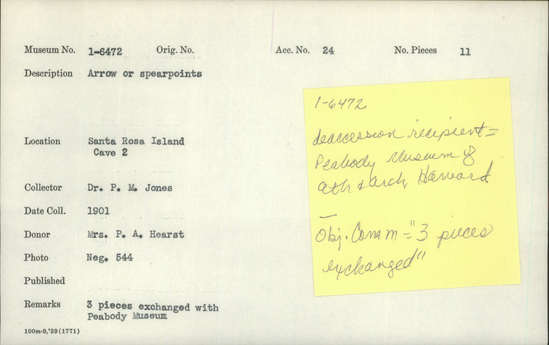 Museum No. 1-6472 Orig. No. Acc. No. 24 No. Pieces 11
Description Arrow or spearpoints
Location Santa Rosa Island
Cave 2
Collector Dr. P. M. Jones
Date Coll. 1901
Donor Mrs. P. A. Hearst
Photo Neg. 544
Published
Remarks 3 pieces exchanged with
Peabody Museum
100m-9,'29(1771)
1-6472
deaccession recipient =
Peabody Museum of
& Arch, Harvard
—
Obj. Comm = "3 pieces
exchanged"